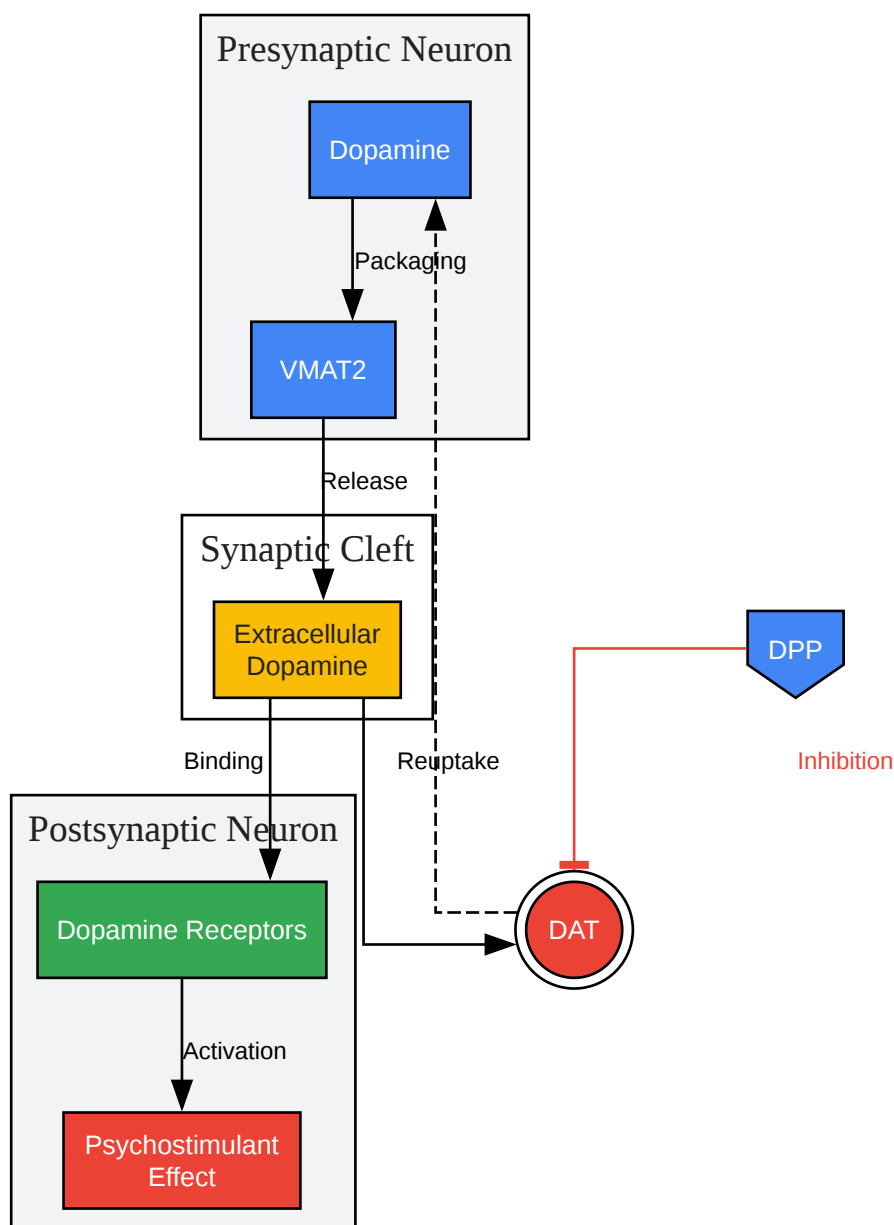 Presynaptic Neuron
Dopamine
Packaging
VMAT2
Release
Synaptic Cleft
Extracellular
Dopamine
DPP
Binding
Reuptake
Inhibition
Postsynaptic Neuron
Dopamine Receptors
DAT
Activation
Psychostimulant
Effect